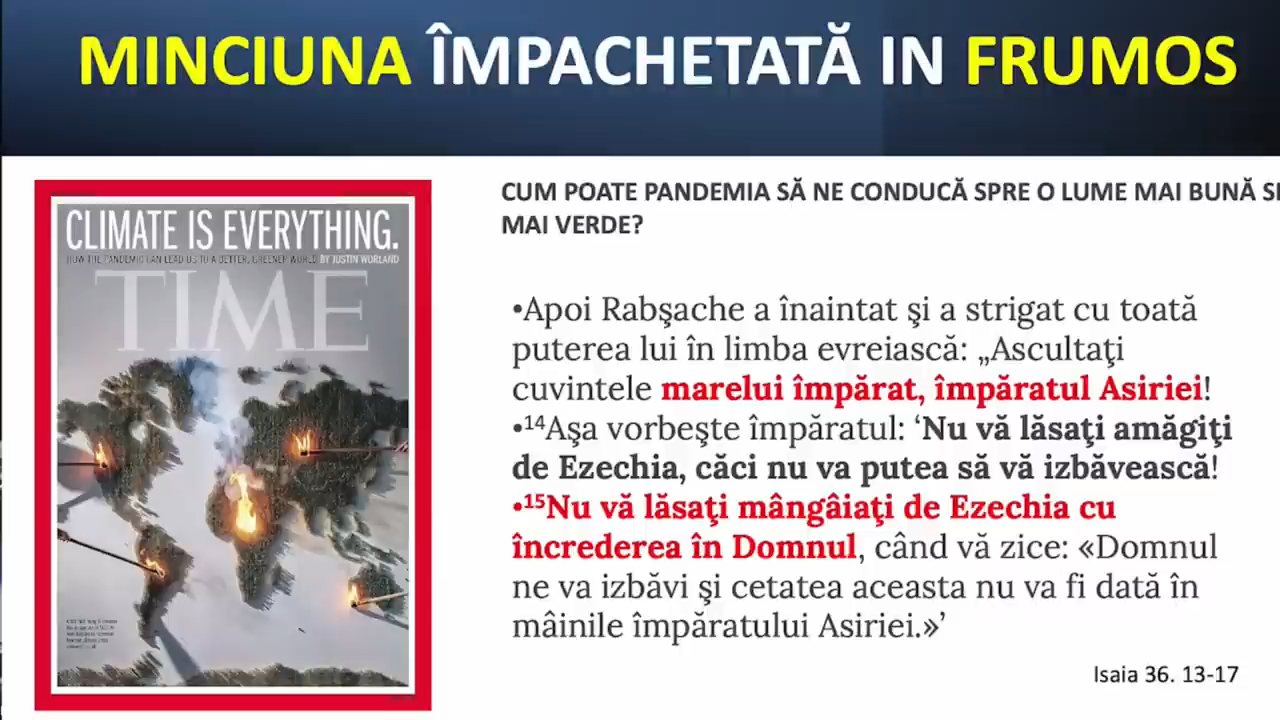 MINCIUNA ÎMPACHETATĂ IN FRUMOS
CLIMATE IS EVERYTHING.
HOW THE PANDEMIC CAN LEAD US TO A BETTER, GREENER WORLD BY JUSTIN WORLAND
TIME
CUM POATE PANDEMIA SĂ NE CONDUCĂ SPRE O LUME MAI BUNĂ
MAI VERDE?
•Apoi Rabşache a înaintat şi a strigat cu toată
puterea lui în limba evreiască: „Ascultaţi
cuvintele marelui împărat, împăratul Asiriei!
•¹⁴Aşa vorbeşte împăratul: ‘Nu vă lăsaţi amăgiţi
de Ezechia, căci nu va putea să vă izbăvească!
•¹⁵Nu vă lăsaţi mângâiaţi de Ezechia cu
încrederea în Domnul, când vă zice: «Domnul
ne va izbăvi şi cetatea aceasta nu va fi dată în
mâinile împăratului Asiriei.»’
Isaia 36. 13-17